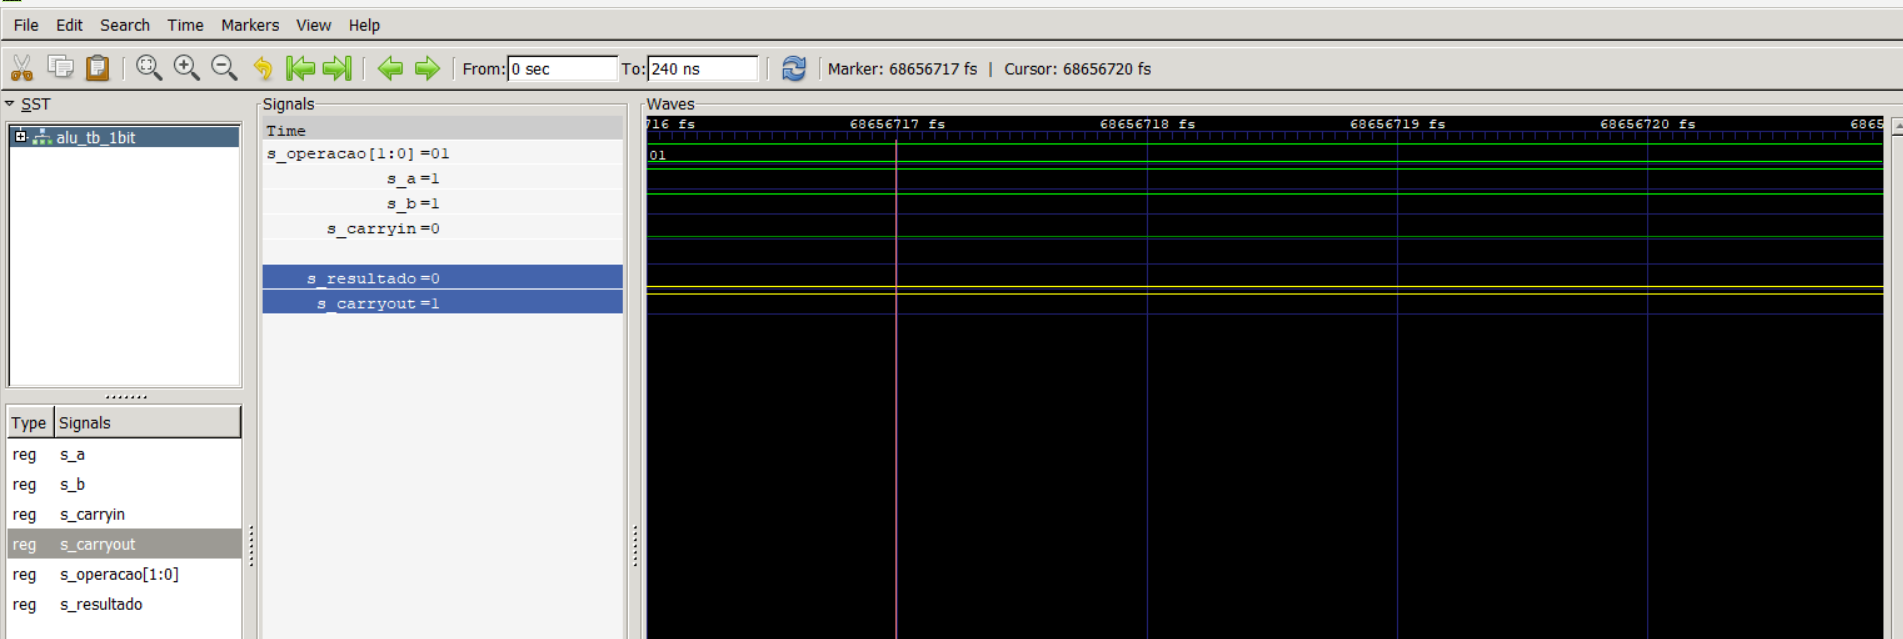 File Edit Search Time Markers View Help
From: 0 sec To: 240 ns Marker: 68656717 fs | Cursor: 68656720 fs
SST
alu_tb_1bit
Type Signals
reg s_a
reg s_b
reg s_carryin
reg s_carryout
reg s_operacao[1:0]
reg s_resultado
Signals
Time
s_operacao[1:0] =01
s_a =1
s_b =1
s_carryin =0
s_resultado =0
s_carryout =1
Waves
716 fs 68656717 fs 68656718 fs 68656719 fs 68656720 fs 6865
01